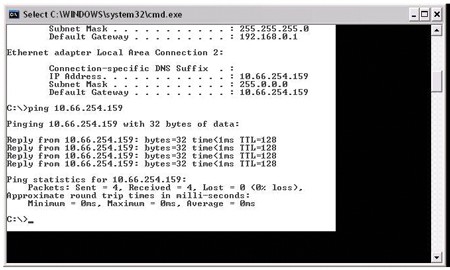 Select C:\WINDOWS\system32\cmd.exe
Subnet Mask . . . . . . . . . . . : 255.255.255.0
Default Gateway . . . . . . . . . : 192.168.0.1
Ethernet adapter Local Area Connection 2:
Connection-specific DNS Suffix  . :
IP Address. . . . . . . . . . . . : 10.66.254.159
Subnet Mask . . . . . . . . . . . : 255.0.0.0
Default Gateway . . . . . . . . . : 10.66.254.159
C:\>ping 10.66.254.159
Pinging 10.66.254.159 with 32 bytes of data:
Reply from 10.66.254.159: bytes=32 time<1ms TTL=128
Reply from 10.66.254.159: bytes=32 time<1ms TTL=128
Reply from 10.66.254.159: bytes=32 time<1ms TTL=128
Reply from 10.66.254.159: bytes=32 time<1ms TTL=128
Ping statistics for 10.66.254.159:
Packets: Sent = 4, Received = 4, Lost = 0 (0% loss),
Approximate round trip times in milli-seconds:
Minimum = 0ms, Maximum = 0ms, Average = 0ms
C:\>_